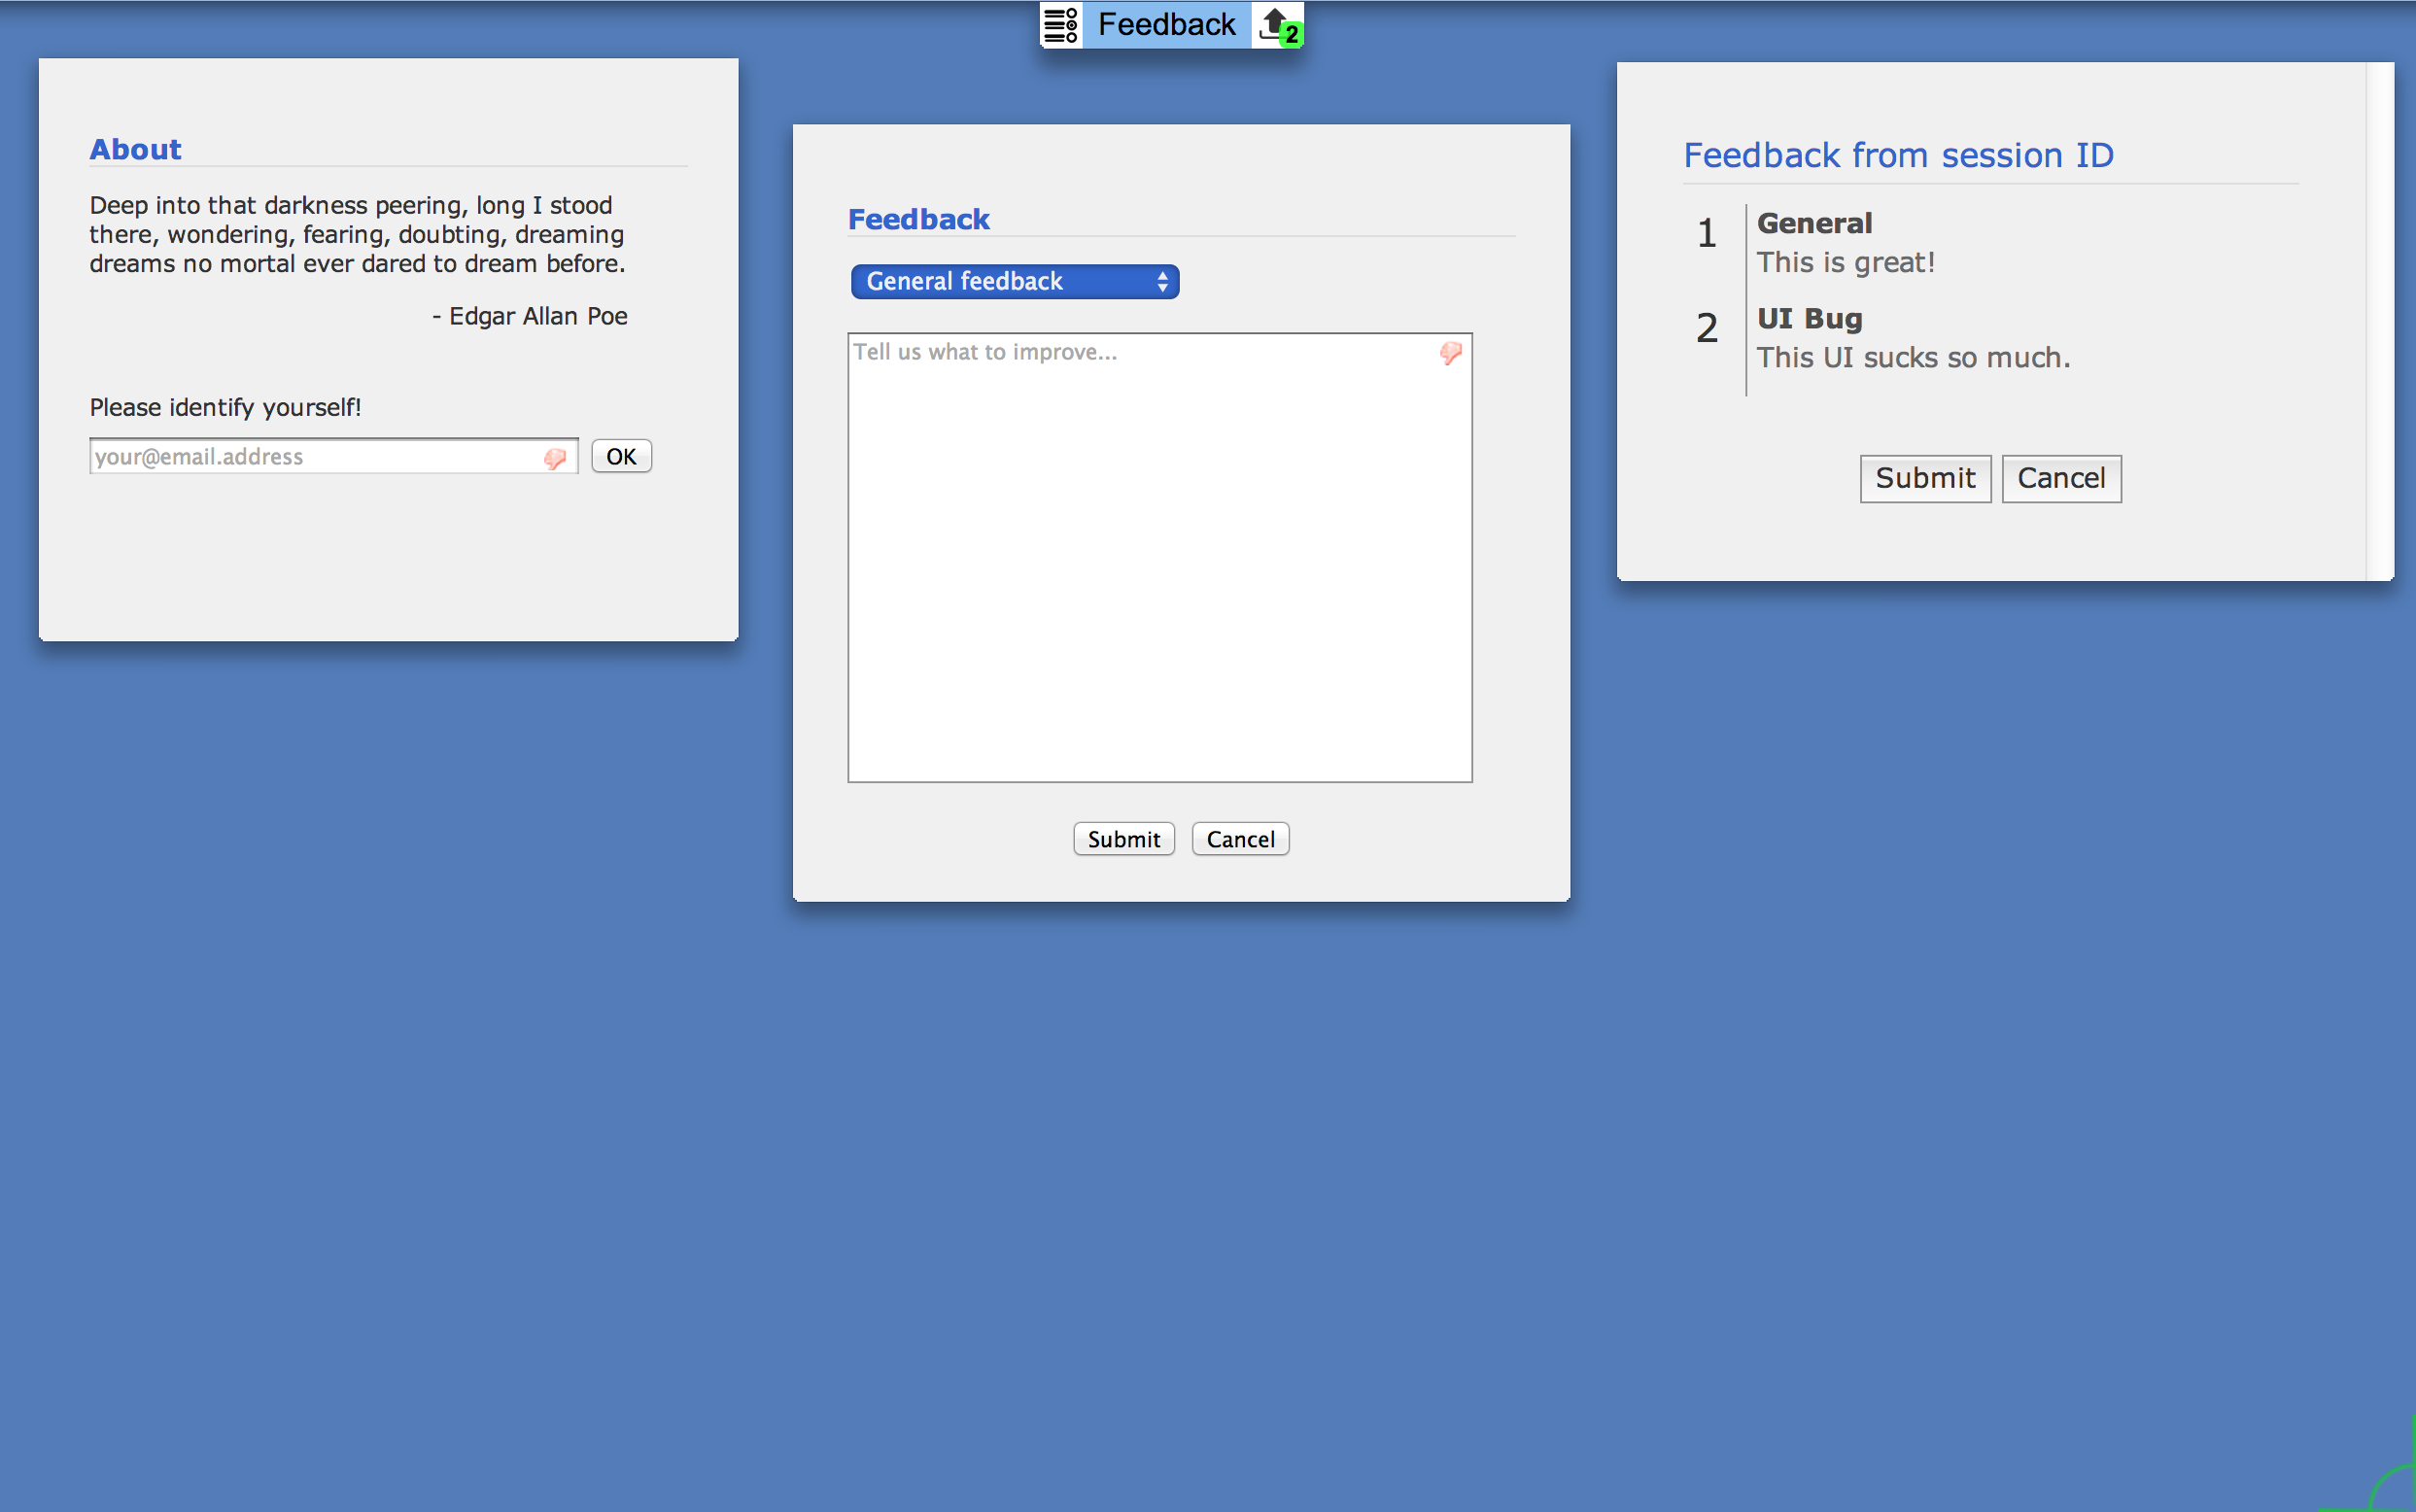 Feedback
2
About
Deep into that darkness peering, long I stood
there, wondering, fearing, doubting, dreaming
dreams no mortal ever dared to dream before.
- Edgar Allan Poe
Please identify yourself!
your@email.address
OK
Feedback
General feedback
Tell us what to improve...
Submit
Cancel
Feedback from session ID
1
General
This is great!
2
UI Bug
This UI sucks so much.
Submit
Cancel